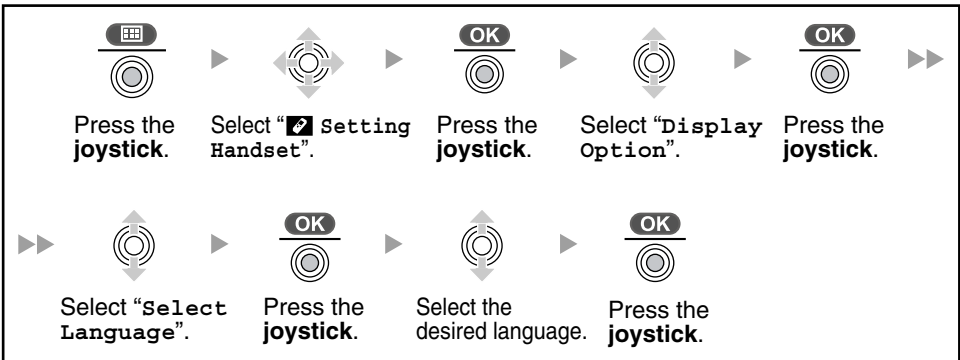 OK
OK
Press the
joystick.
Select “ Setting
Handset”.
Press the
joystick.
Select “Display
Option”.
Press the
joystick.
OK
OK
Select “Select
Language”.
Press the
joystick.
Select the
desired language.
Press the
joystick.